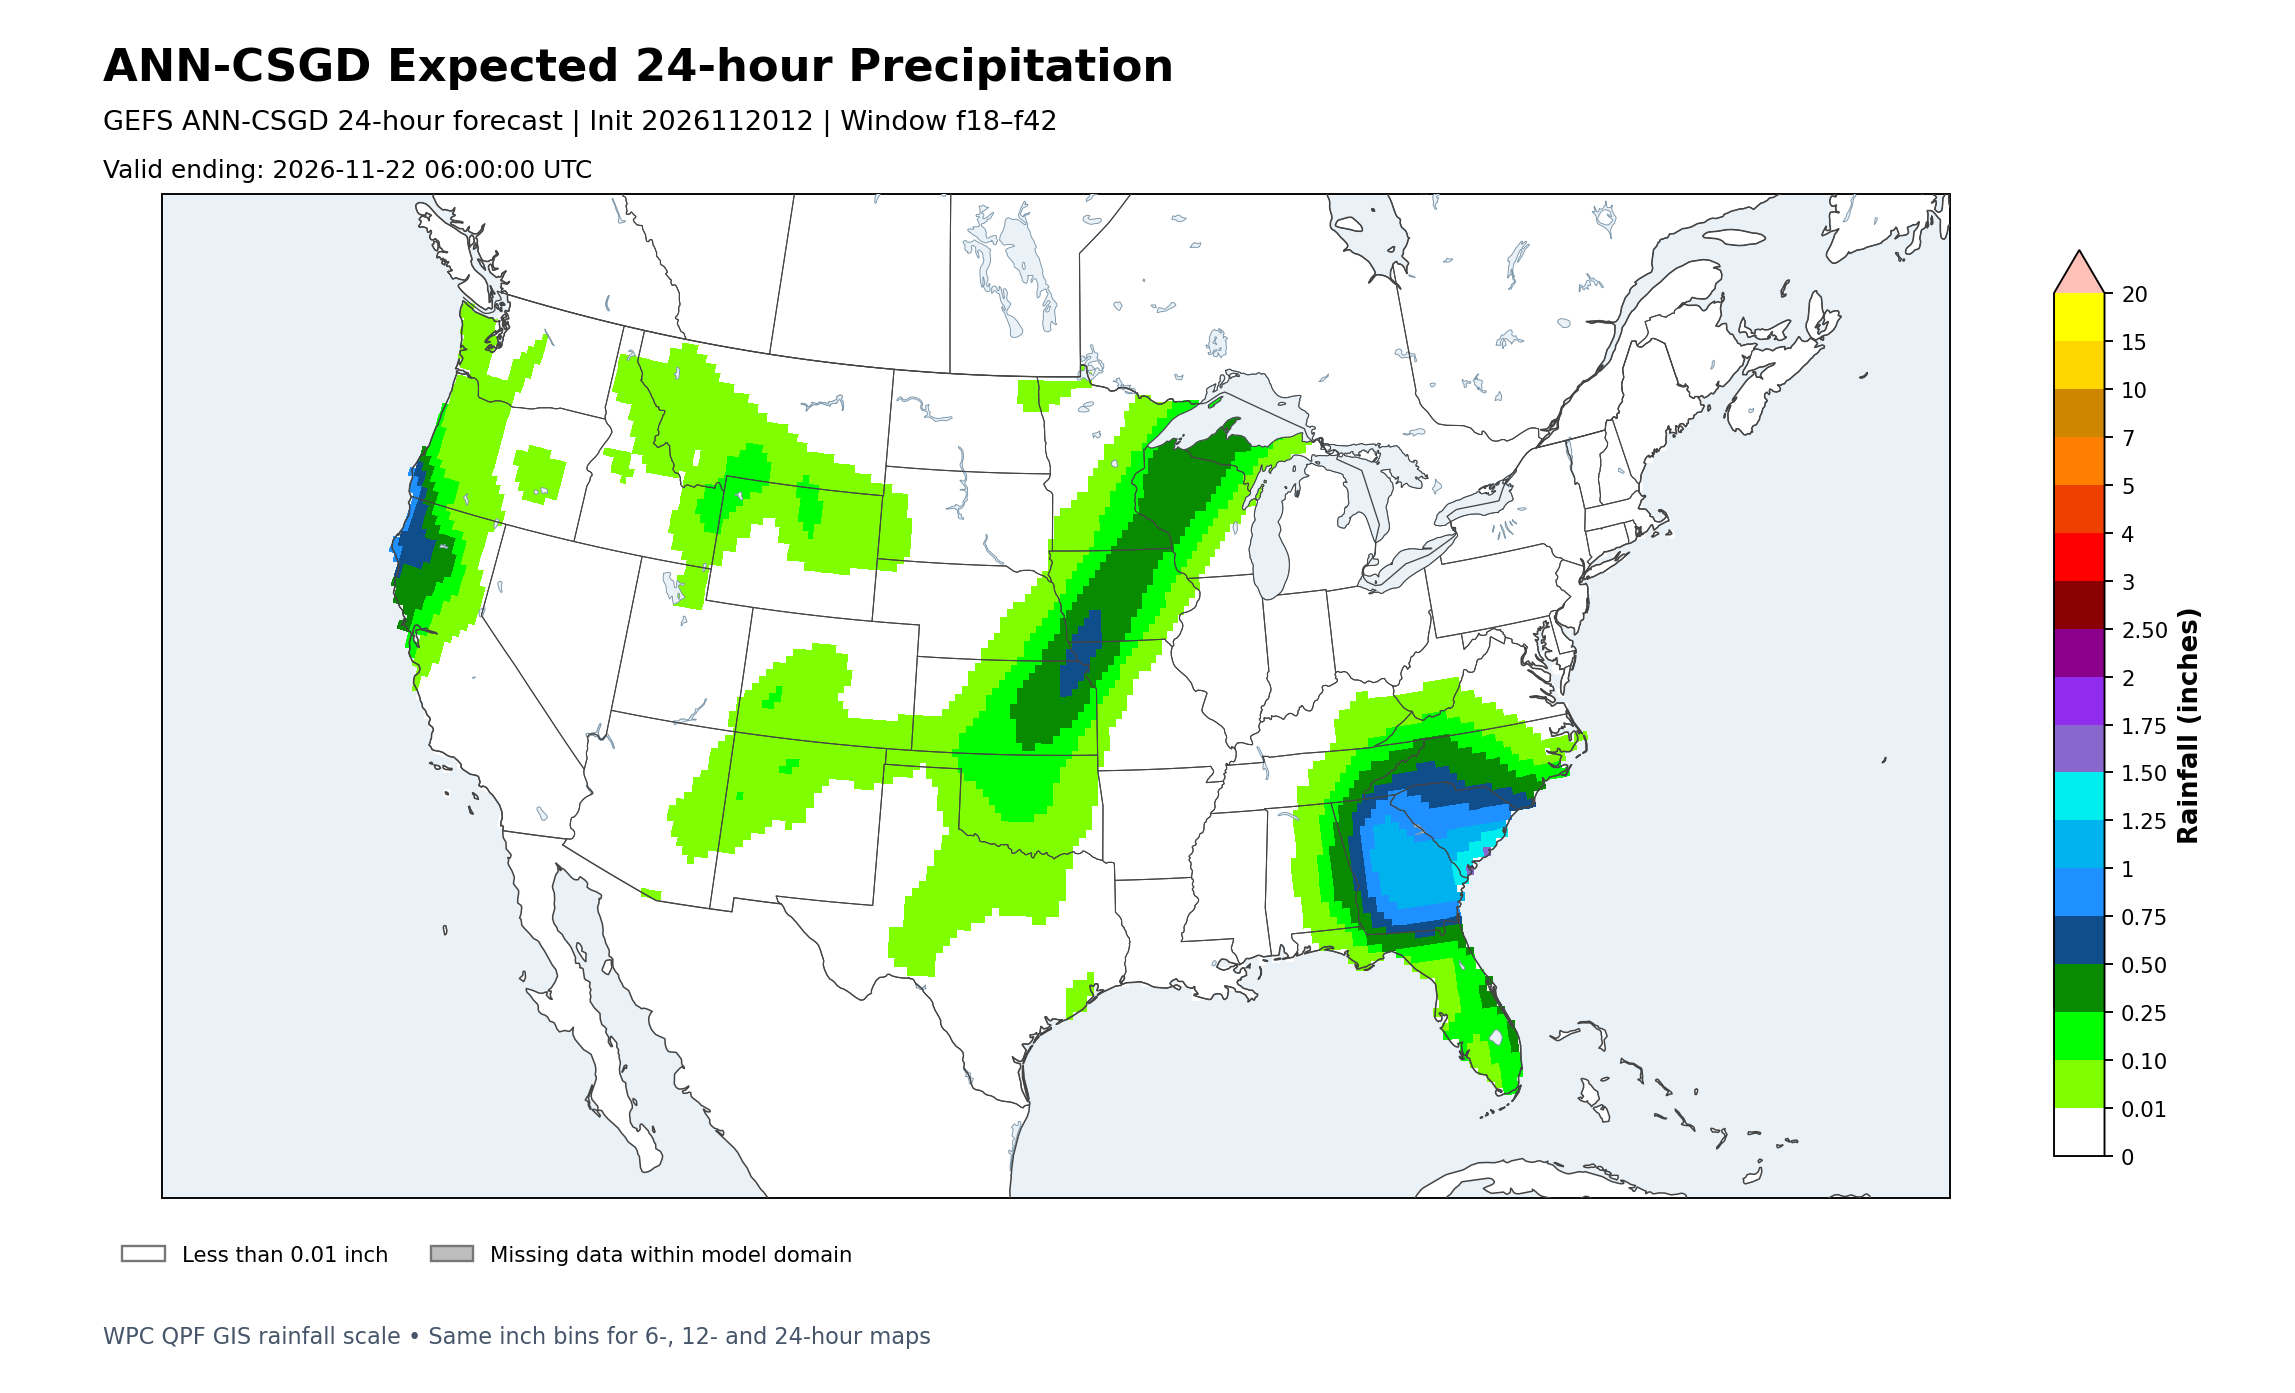 ANN-CSGD Expected 24-hour Precipitation
GEFS ANN-CSGD 24-hour forecast | Init 2026112012 | Window f18–f42
Valid ending: 2026-11-22 06:00:00 UTC
20
15
10
7
5
4
3
2.50
2
1.75
1.50
1.25
1
0.75
0.50
0.25
0.10
0.01
0
Rainfall (inches)
Less than 0.01 inch
Missing data within model domain
WPC QPF GIS rainfall scale • Same inch bins for 6-, 12- and 24-hour maps